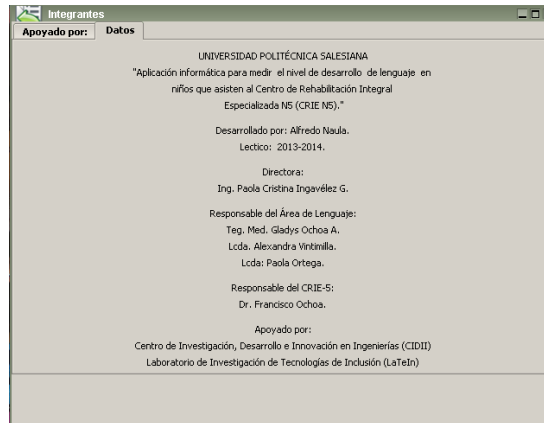 Integrantes
Apoyado por: Datos
UNIVERSIDAD POLITÉCNICA SALESIANA
"Aplicación informática para medir el nivel de desarrollo de lenguaje en
niños que asisten al Centro de Rehabilitación Integral
Especializada N5 (CRIE N5)."
Desarrollado por: Alfredo Naula.
Lectico: 2013-2014.
Directora:
Ing. Paola Cristina Ingavélez G.
Responsable del Área de Lenguaje:
Teg. Med. Gladys Ochoa A.
Lcda. Alexandra Vintimilla.
Lcda: Paola Ortega.
Responsable del CRIE-5:
Dr. Francisco Ochoa.
Apoyado por:
Centro de Investigación, Desarrollo e Innovación en Ingenierías (CIDII)
Laboratorio de Investigación de Tecnologías de Inclusión (LaTeIn)